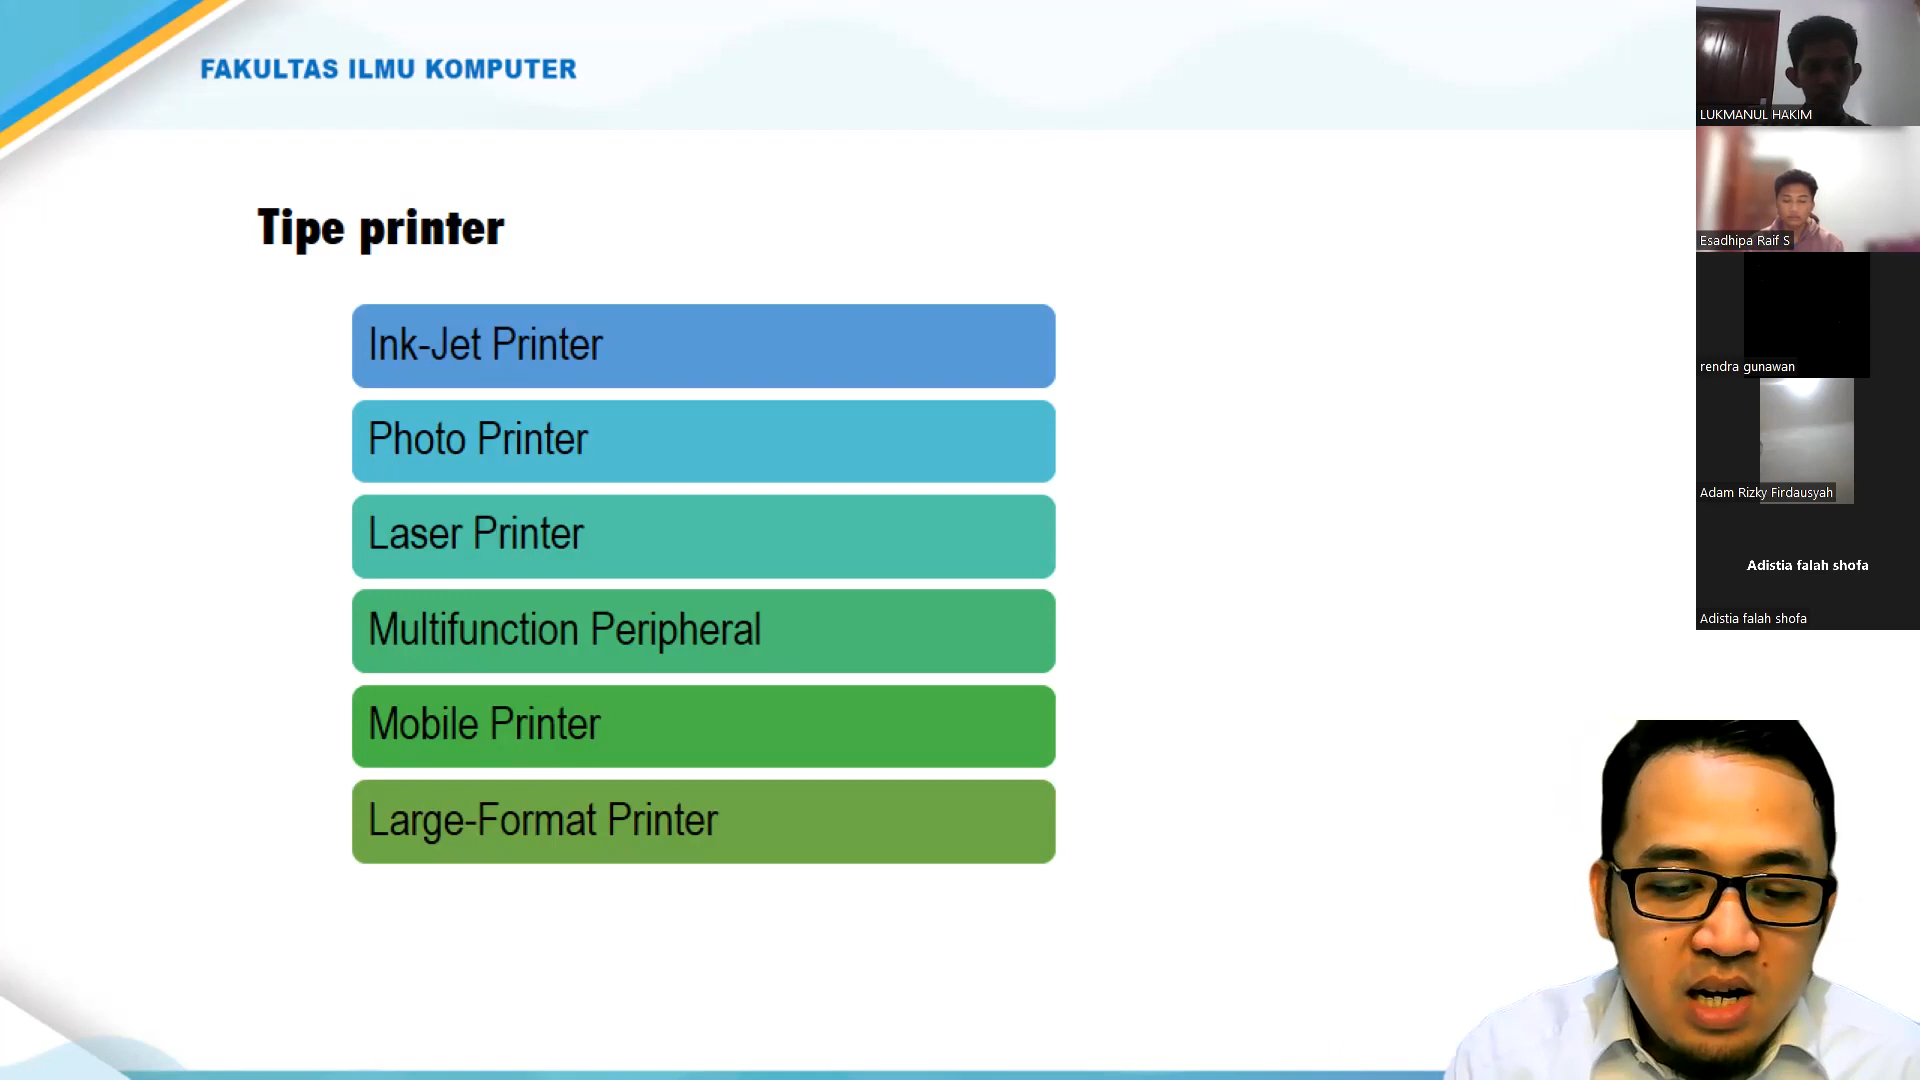 FAKULTAS ILMU KOMPUTER
Tipe printer
Ink-Jet Printer
Photo Printer
Laser Printer
Multifunction Peripheral
Mobile Printer
Large-Format Printer
LUKMANUL HAKIM
Esadhipa Raif S
rendra gunawan
Adam Rizky Firdausyah
Adistia falah shofa
Adistia falah shofa